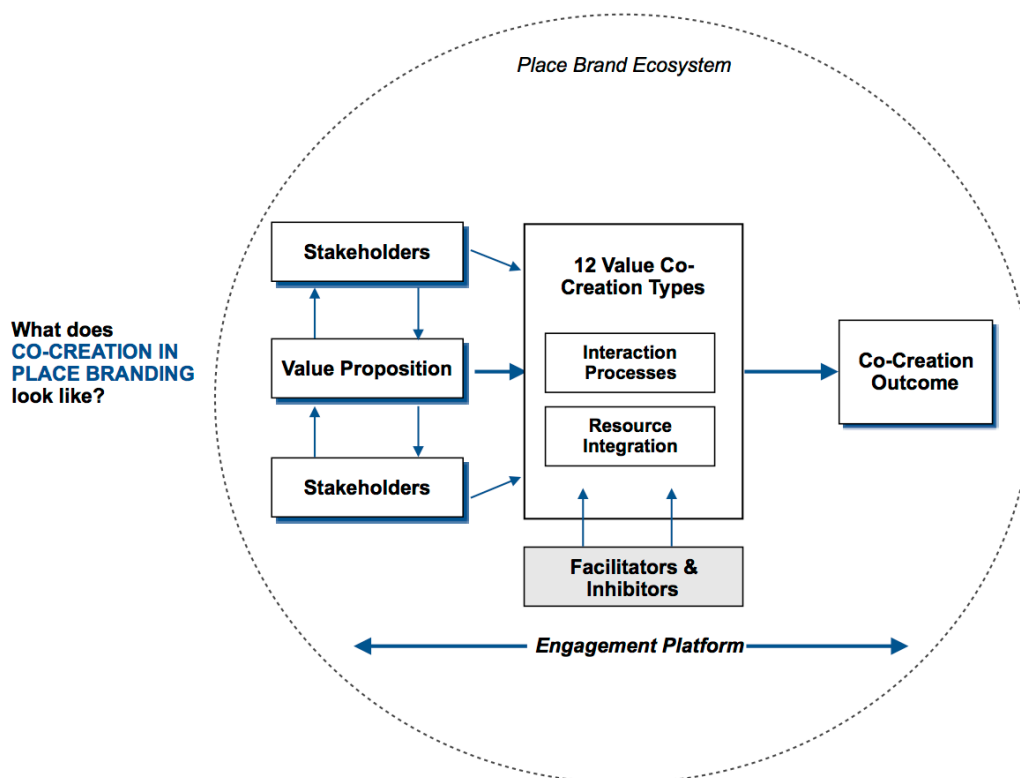 Place Brand Ecosystem
What does
CO-CREATION IN
PLACE BRANDING
look like?
Stakeholders
Value Proposition
Stakeholders
12 Value Co-
Creation Types
Interaction
Processes
Resource
Integration
Facilitators &
Inhibitors
Co-Creation
Outcome
Engagement Platform